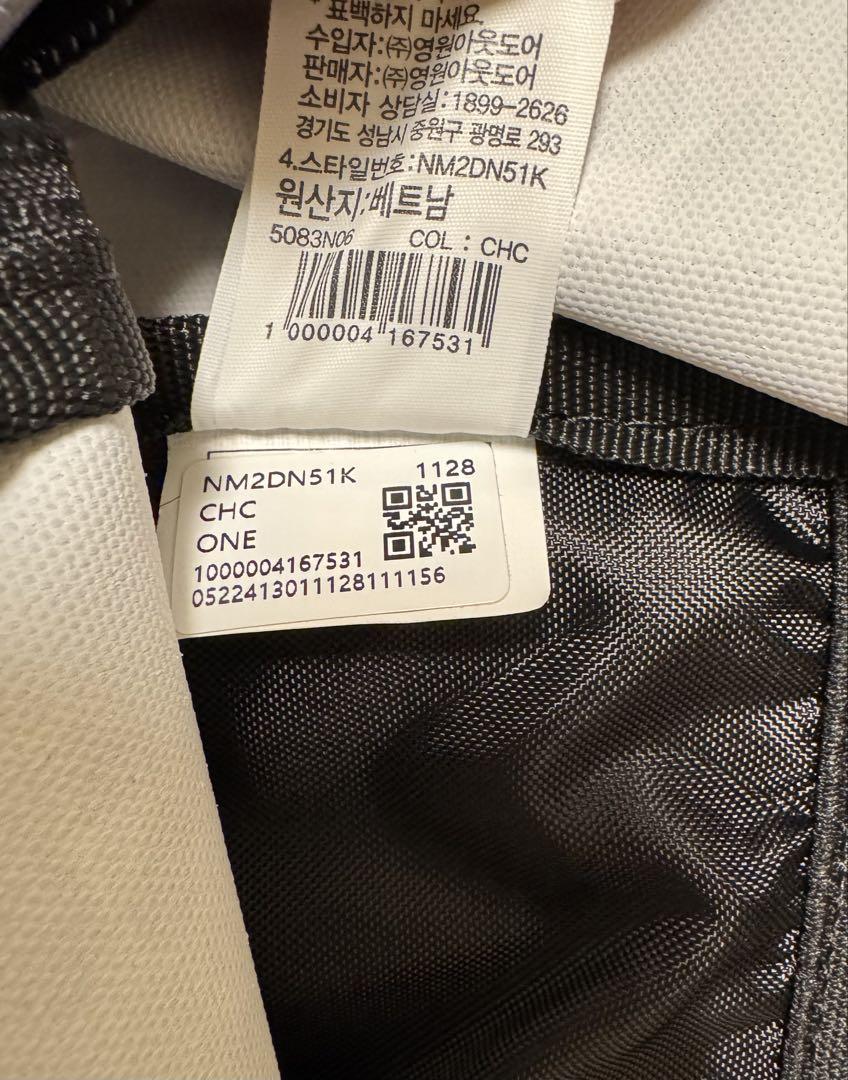 표백하지 마세요.
수입자:㈜영원아웃도어
판매자:㈜영원아웃도어
소비자 상담실:1899-2626
경기도 성남시 중원구 광명로 293
4.스타일번호:NM2DN51K
원산지:베트남
5083N06 COL : CHC
1 000004 167531
NM2DN51K 1128
CHC
ONE
1000004167531
0522413011128111156